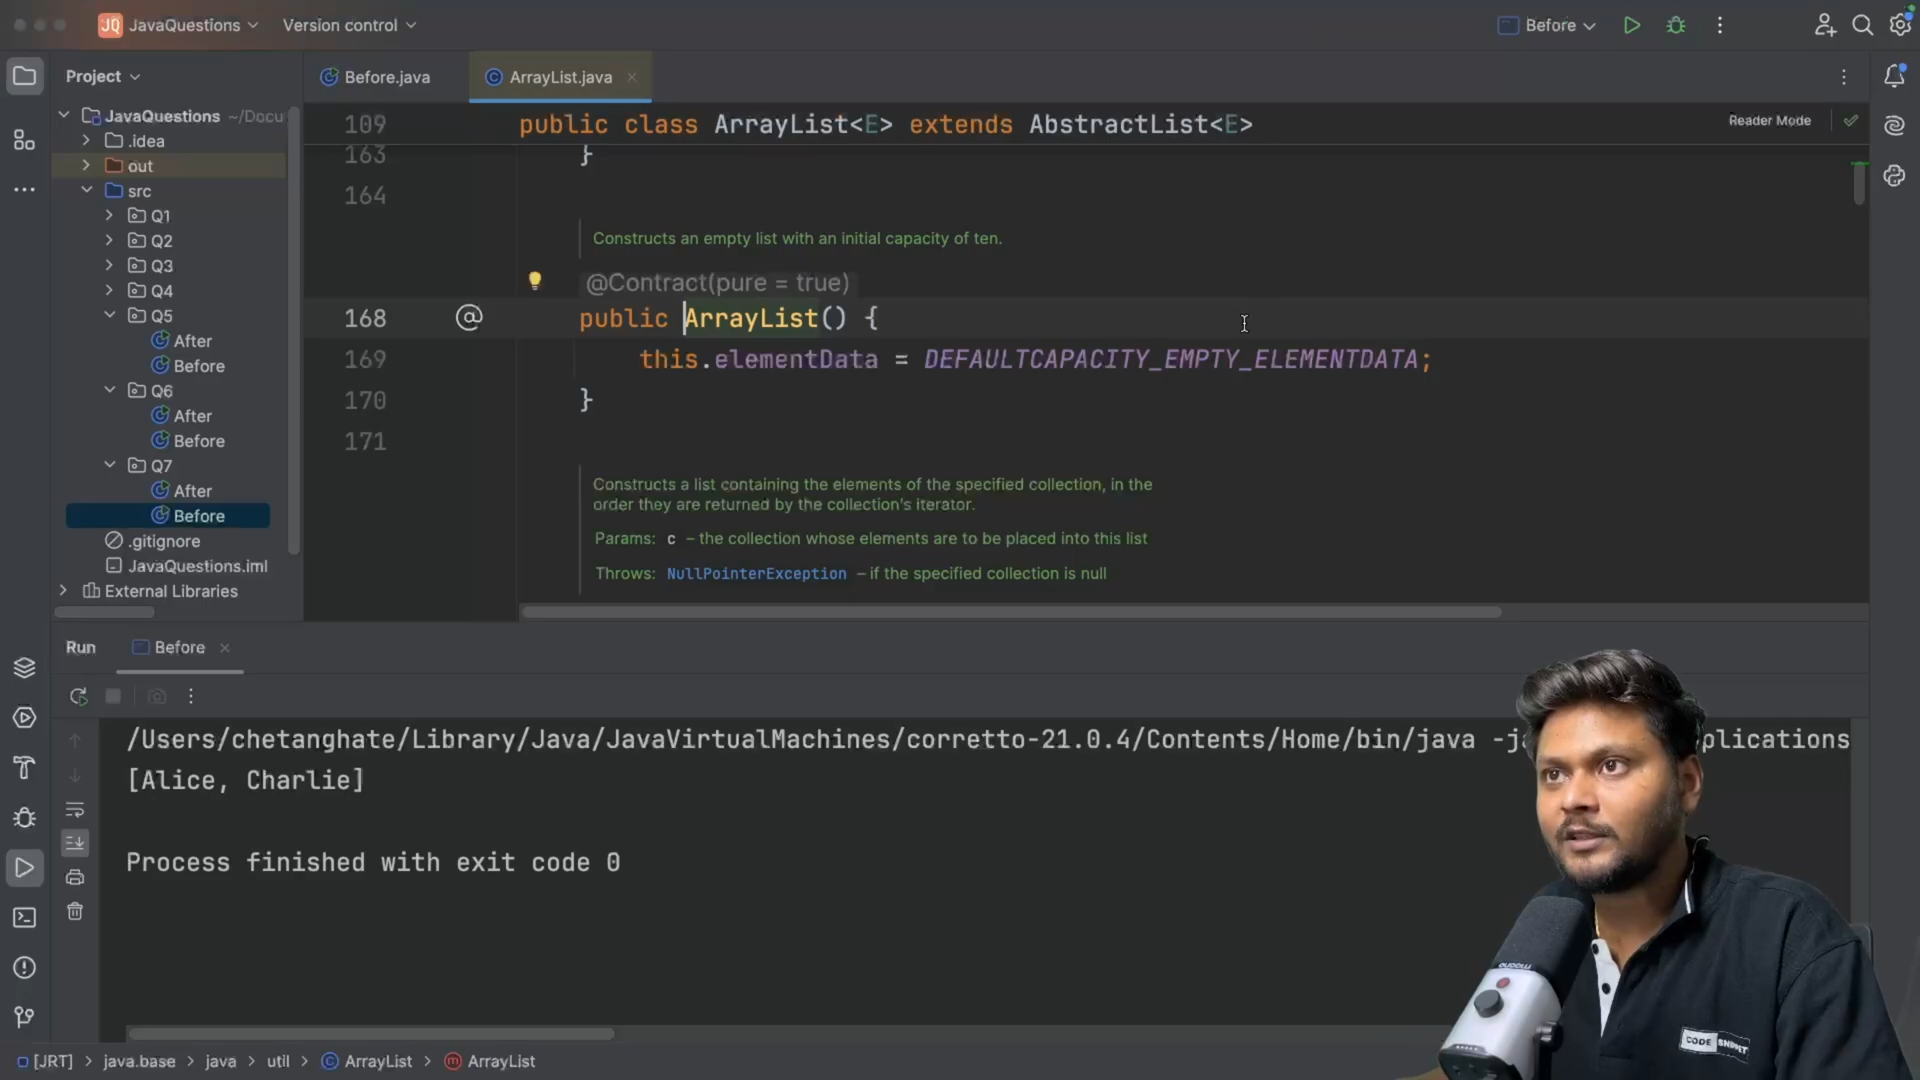 JQ JavaQuestions Version control Before
Project
Before.java ArrayList.java
JavaQuestions ~/Docu
.idea
out
src
Q1
Q2
Q3
Q4
Q5
After
Before
Q6
After
Before
Q7
After
Before
.gitignore
JavaQuestions.iml
External Libraries
109 public class ArrayList<E> extends AbstractList<E>
Reader Mode
163 }
164
Constructs an empty list with an initial capacity of ten.
@Contract(pure = true)
168 @ public ArrayList() {
169 this.elementData = DEFAULTCAPACITY_EMPTY_ELEMENTDATA;
170 }
171
Constructs a list containing the elements of the specified collection, in the
order they are returned by the collection's iterator.
Params: c – the collection whose elements are to be placed into this list
Throws: NullPointerException – if the specified collection is null
Run Before
/Users/chetanghate/Library/Java/JavaVirtualMachines/corretto-21.0.4/Contents/Home/bin/java -ja plications
[Alice, Charlie]
Process finished with exit code 0
CODE SNIPPET
[JRT] > java.base > java > util > ArrayList > ArrayList